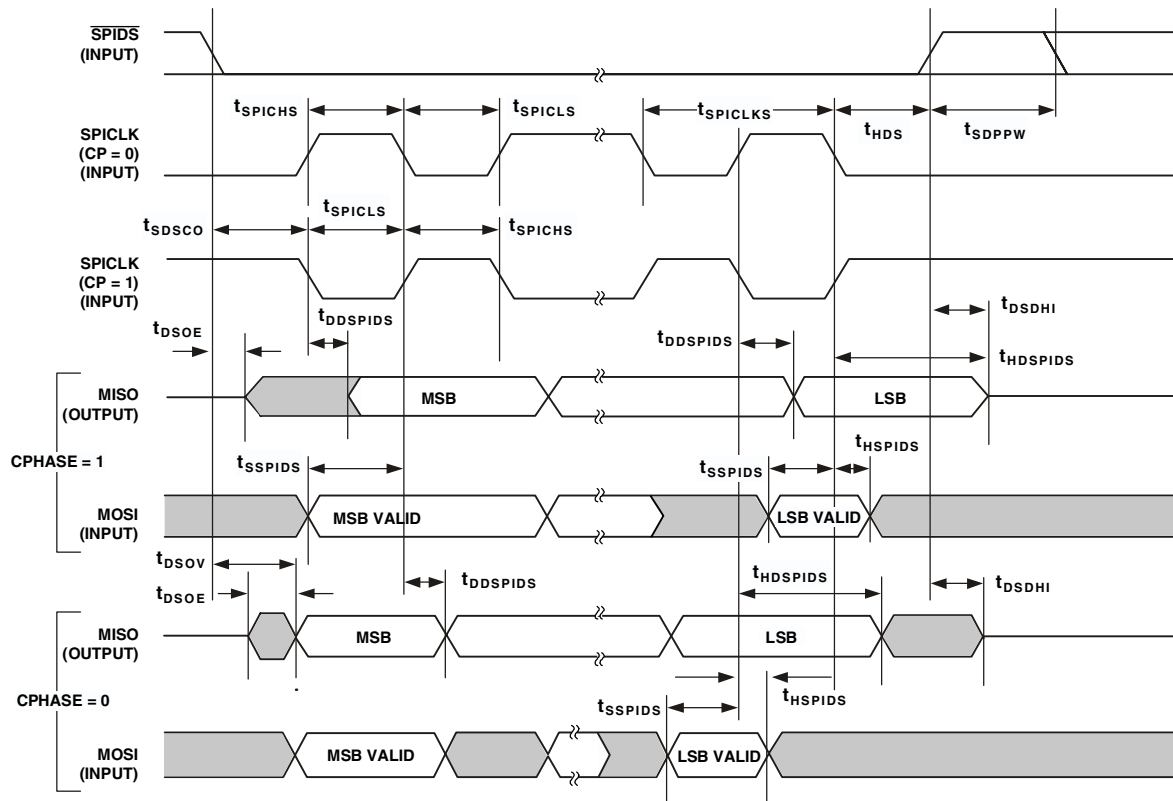 SPIDS
(INPUT)
tSPICHS
tSPICLS
tSPICLKS
tHDS
tSDPPW
SPICLK
(CP = 0)
(INPUT)
tSDSCO
tSPICLS
tSPICHS
SPICLK
(CP = 1)
(INPUT)
tDSOE
tDDSPIDS
tDDSPIDS
tDSDHI
tHDSPIDS
MISO
(OUTPUT)
MSB
LSB
CPHASE = 1
tSSPIDS
tSSPIDS
tHSPIDS
MOSI
(INPUT)
MSB VALID
LSB VALID
tDSOV
tDSOE
tDDSPIDS
tHDSPIDS
tDSDHI
MISO
(OUTPUT)
MSB
LSB
CPHASE = 0
tSSPIDS
tHSPIDS
MOSI
(INPUT)
MSB VALID
LSB VALID